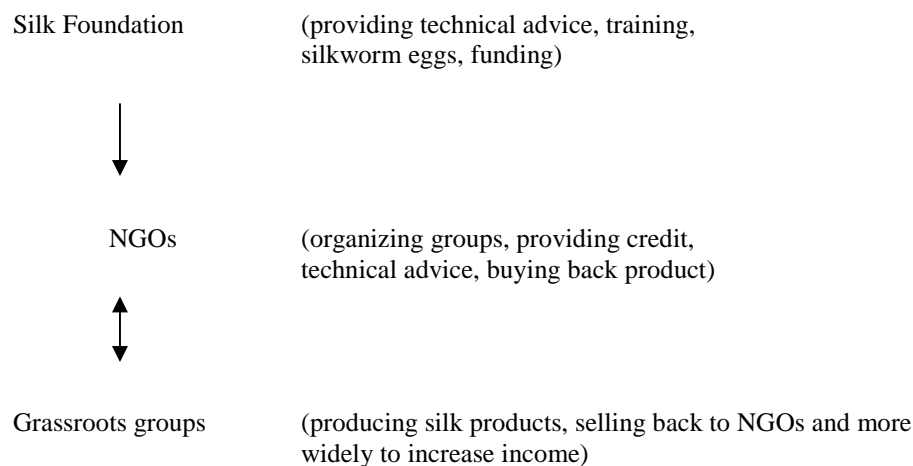 Silk Foundation (providing technical advice, training,
silkworm eggs, funding)
NGOs (organizing groups, providing credit,
technical advice, buying back product)
Grassroots groups (producing silk products, selling back to NGOs and more
widely to increase income)